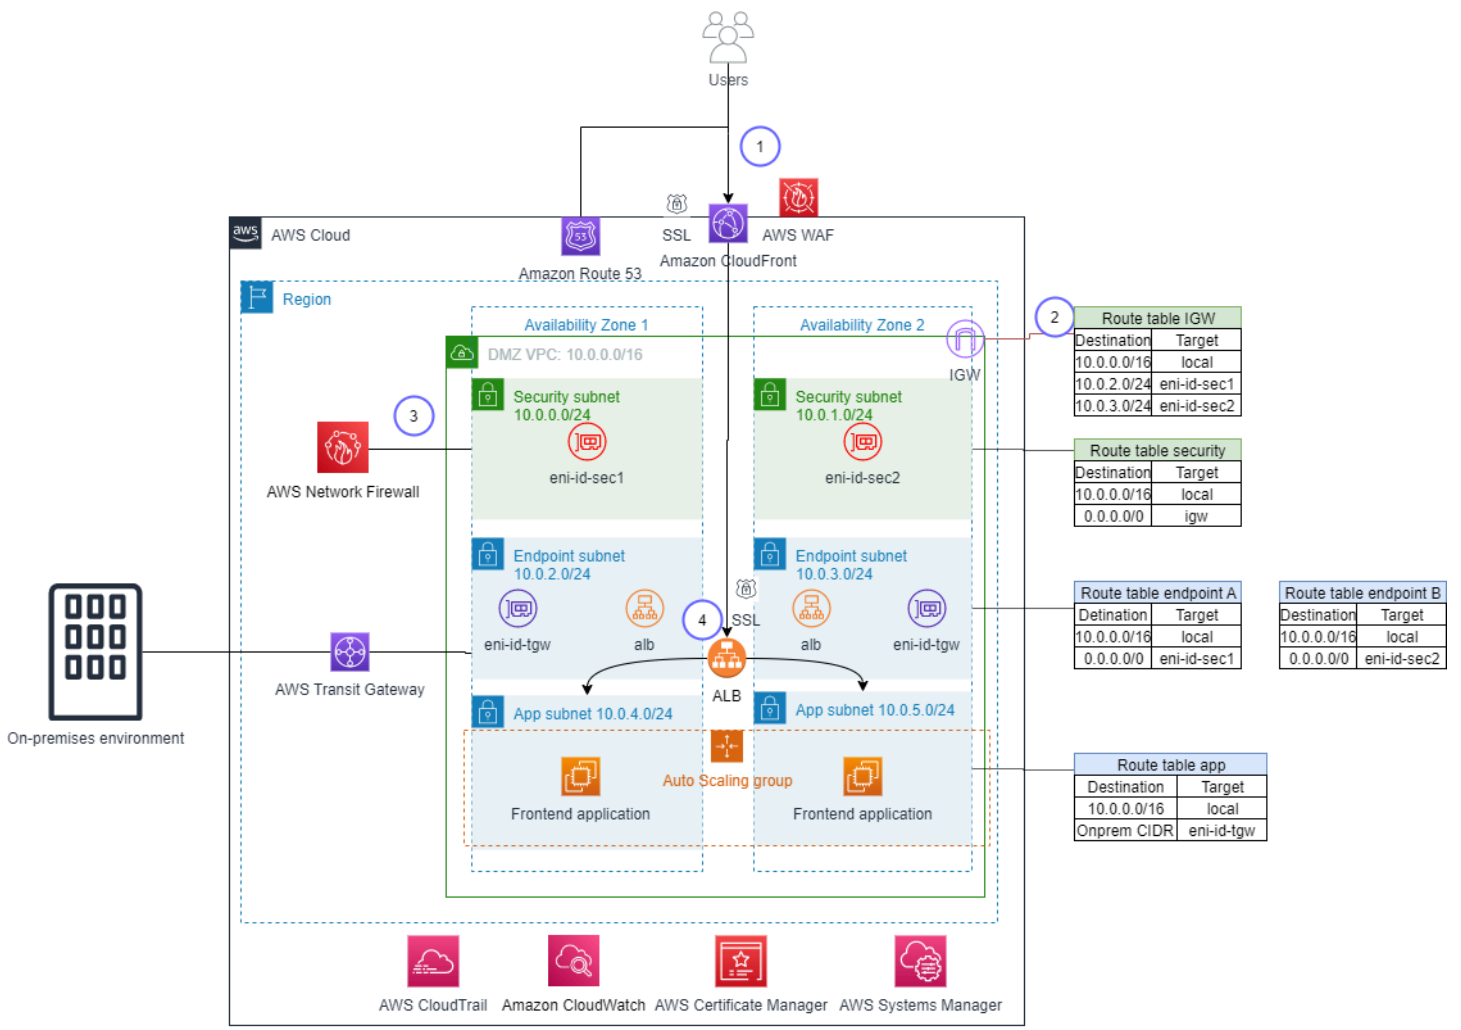 Users
1
aws
AWS Cloud
53
Amazon Route 53
SSL
Amazon CloudFront
AWS WAF
Region
Availability Zone 1
Availability Zone 2
DMZ VPC: 10.0.0.0/16
IGW
2
Route table IGW
Destination Target
10.0.0.0/16 local
10.0.2.0/24 eni-id-sec1
10.0.3.0/24 eni-id-sec2
Security subnet
10.0.0.0/24
eni-id-sec1
Security subnet
10.0.1.0/24
eni-id-sec2
3
AWS Network Firewall
Route table security
Destination Target
10.0.0.0/16 local
0.0.0.0/0 igw
Endpoint subnet
10.0.2.0/24
eni-id-tgw
alb
Endpoint subnet
10.0.3.0/24
alb
eni-id-tgw
4
SSL
ALB
Route table endpoint A
Detination Target
10.0.0.0/16 local
0.0.0.0/0 eni-id-sec1
Route table endpoint B
Destination Target
10.0.0.0/16 local
0.0.0.0/0 eni-id-sec2
On-premises environment
AWS Transit Gateway
App subnet 10.0.4.0/24
App subnet 10.0.5.0/24
Auto Scaling group
Frontend application
Frontend application
Route table app
Destination Target
10.0.0.0/16 local
Onprem CIDR eni-id-tgw
AWS CloudTrail
Amazon CloudWatch
AWS Certificate Manager
AWS Systems Manager